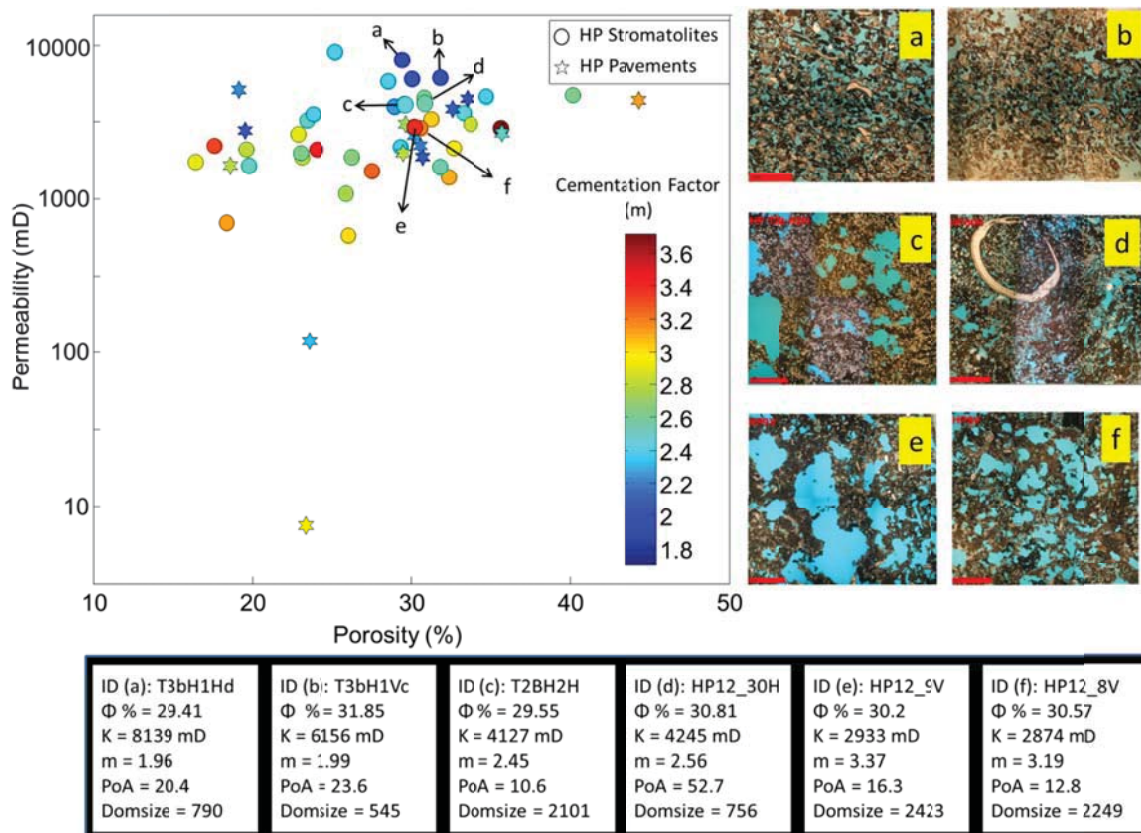 10000
1000
100
10
Permeability (mD)
10
20
30
40
50
Porosity (%)
HP Stromatolites
HP Pavements
a
b
c
d
e
f
Cementation Factor
(m)
3.6
3.4
3.2
3
2.8
2.6
2.4
2.2
2
1.8
a
b
c
d
e
f
ID (a): T3bH1Hd
Φ % = 29.41
K = 8139 mD
m = 1.96
PoA = 20.4
Domsize = 790
ID (b): T3bH1Vc
Φ % = 31.85
K = 6156 mD
m = 1.99
PoA = 23.6
Domsize = 545
ID (c): T2BH2H
Φ % = 29.55
K = 4127 mD
m = 2.45
PoA = 10.6
Domsize = 2101
ID (d): HP12_30H
Φ % = 30.81
K = 4245 mD
m = 2.56
PoA = 52.7
Domsize = 756
ID (e): HP12_9V
Φ % = 30.2
K = 2933 mD
m = 3.37
PoA = 16.3
Domsize = 2423
ID (f): HP12_8V
Φ % = 30.57
K = 2874 mD
m = 3.19
PoA = 12.8
Domsize = 2249